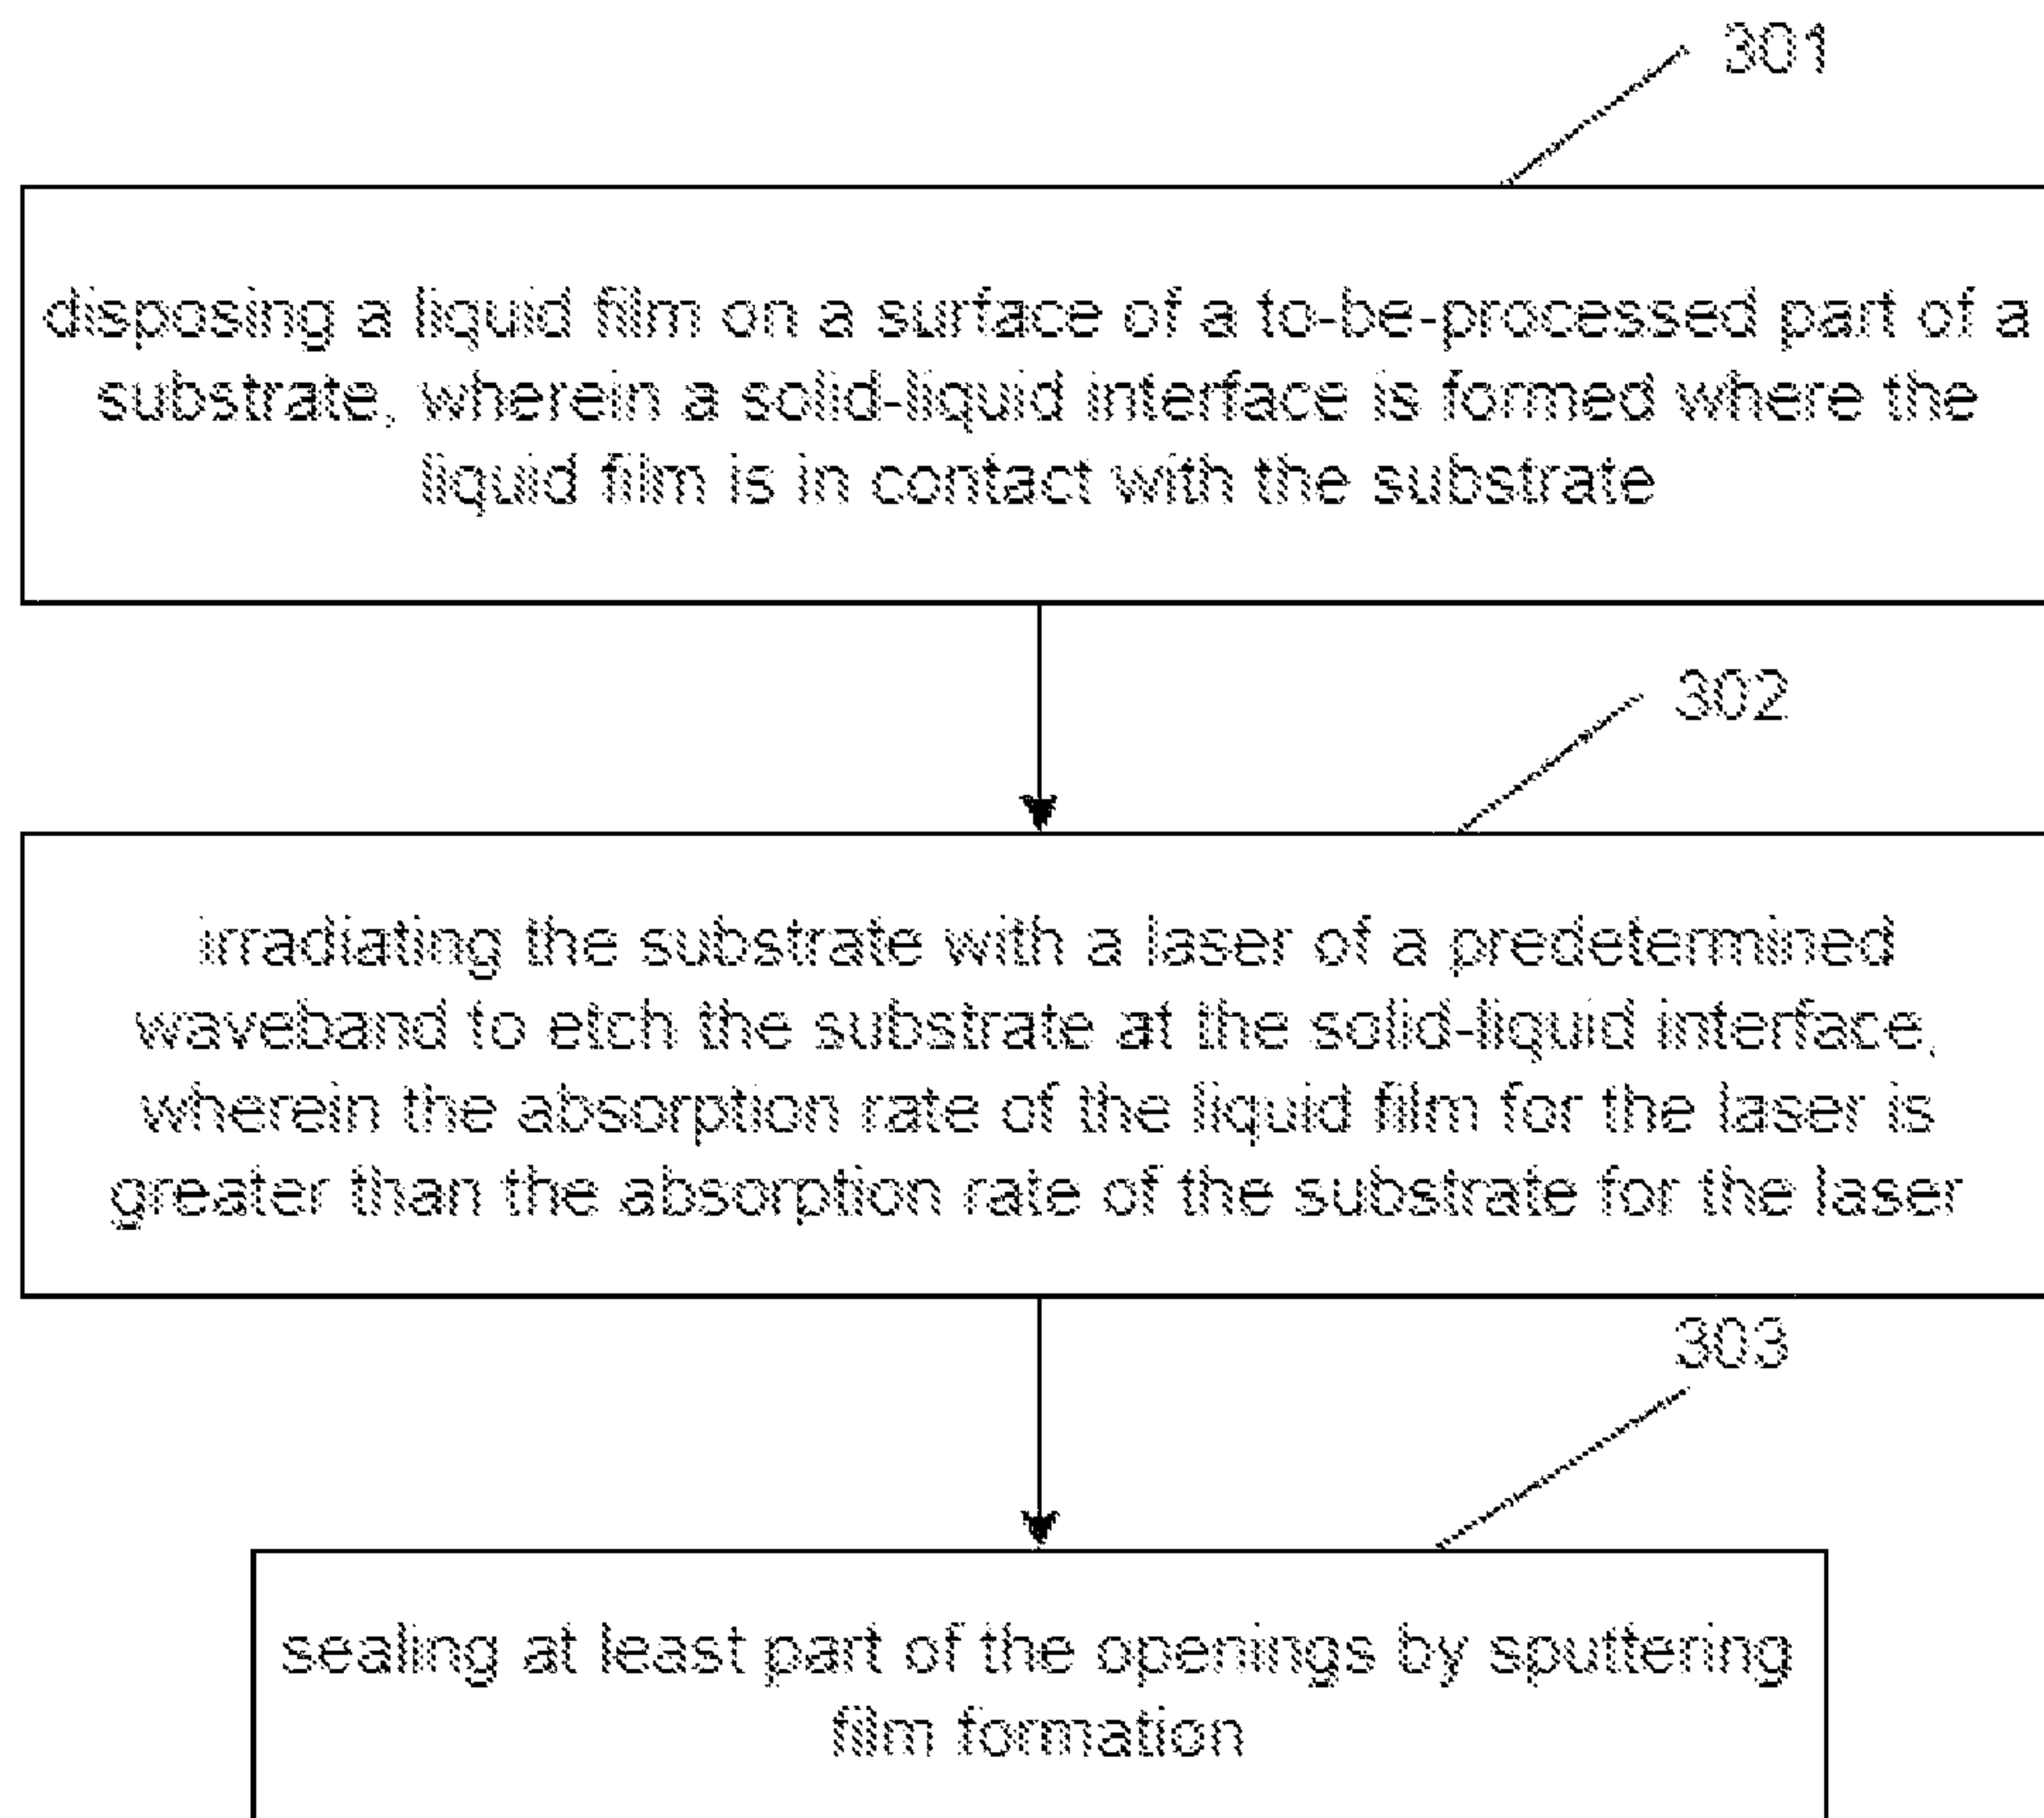 301
disposing a liquid film on a surface of a to-be-processed part of a
substrate, wherein a solid-liquid interface is formed where the
liquid film is in contact with the substrate
302
irradiating the substrate with a laser of a predetermined
waveband to etch the substrate at the solid-liquid interface,
wherein the absorption rate of the liquid film for the laser is
greater than the absorption rate of the substrate for the laser
303
sealing at least part of the openings by sputtering
film formation